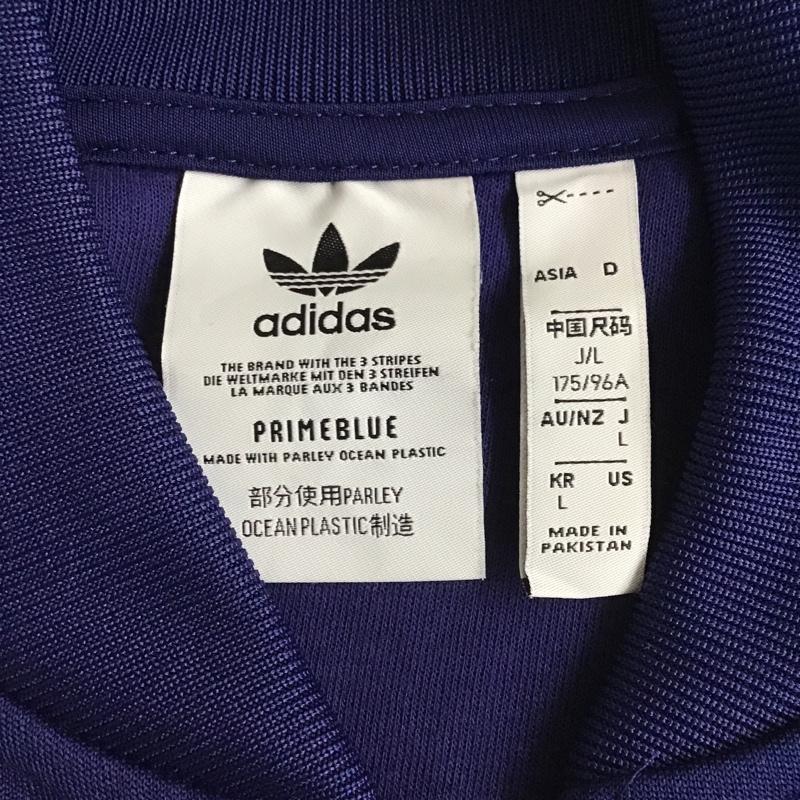 adidas
THE BRAND WITH THE 3 STRIPES
DIE WELTMARKE MIT DEN 3 STREIFEN
LA MARQUE AUX 3 BANDES
PRIMEBLUE
MADE WITH PARLEY OCEAN PLASTIC
部分使用PARLEY
OCEAN PLASTIC制造
ASIA D
中国尺码
J/L
175/96A
AU/NZ J
L
KR US
L
MADE IN
PAKISTAN